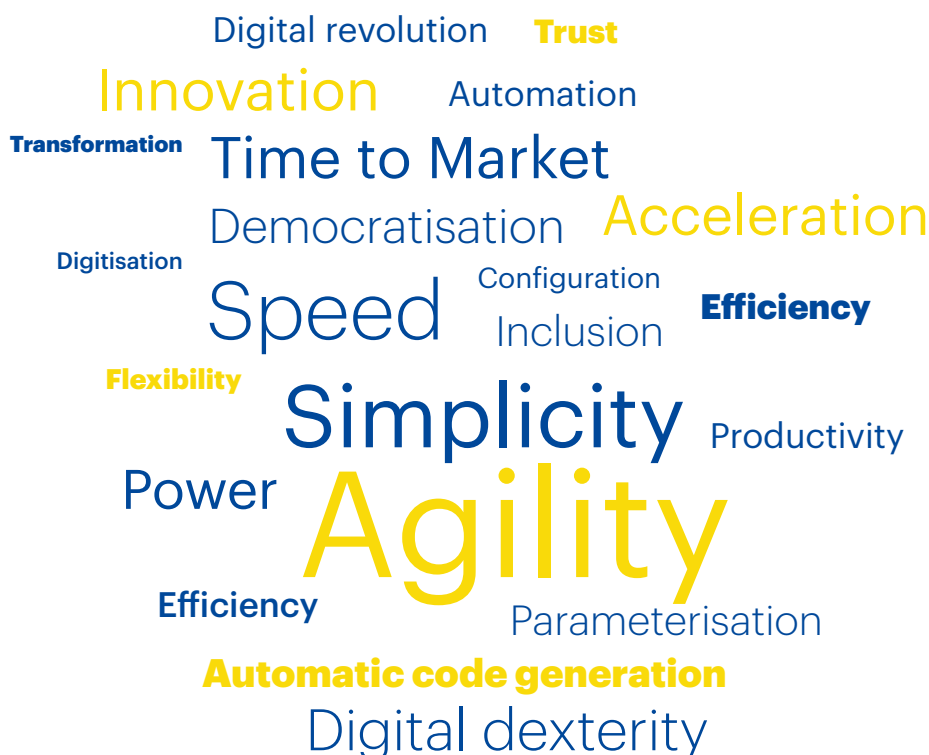 Digital revolution
Trust
Innovation
Automation
Transformation
Time to Market
Democratisation
Acceleration
Digitisation
Speed
Configuration
Efficiency
Inclusion
Flexibility
Simplicity
Productivity
Power
Agility
Efficiency
Parameterisation
Automatic code generation
Digital dexterity